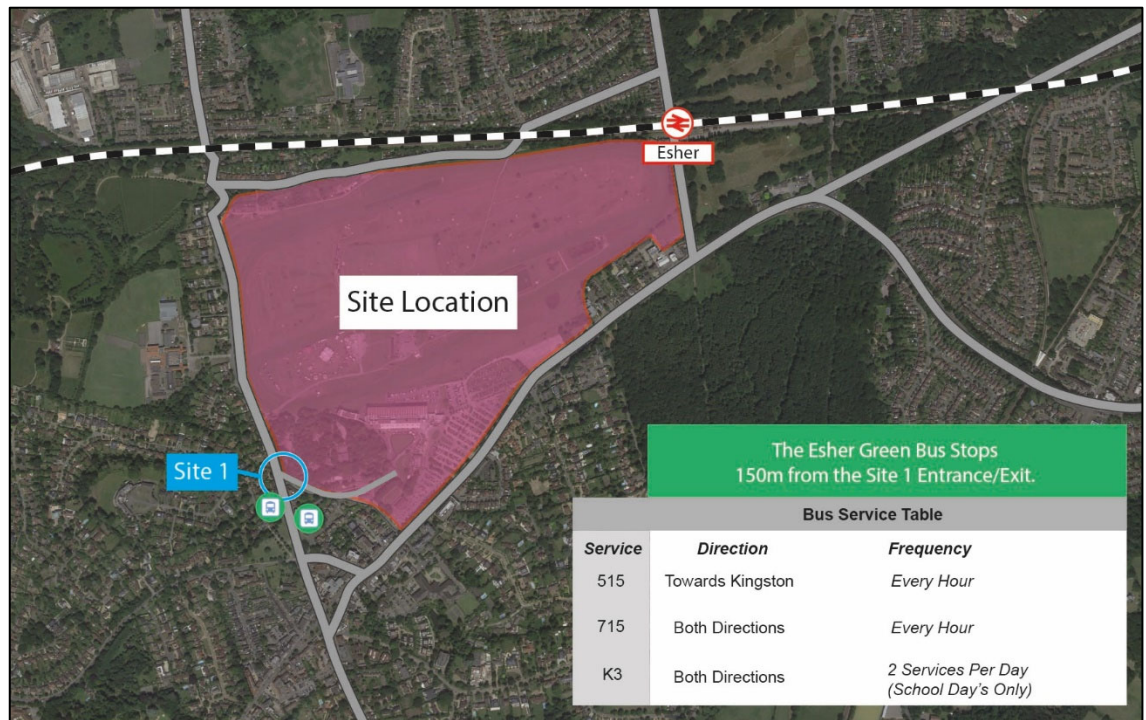 Esher
Site Location
Site 1
The Esher Green Bus Stops
150m from the Site 1 Entrance/Exit.
Bus Service Table
Service Direction Frequency
515 Towards Kingston Every Hour
715 Both Directions Every Hour
K3 Both Directions 2 Services Per Day
(School Day's Only)